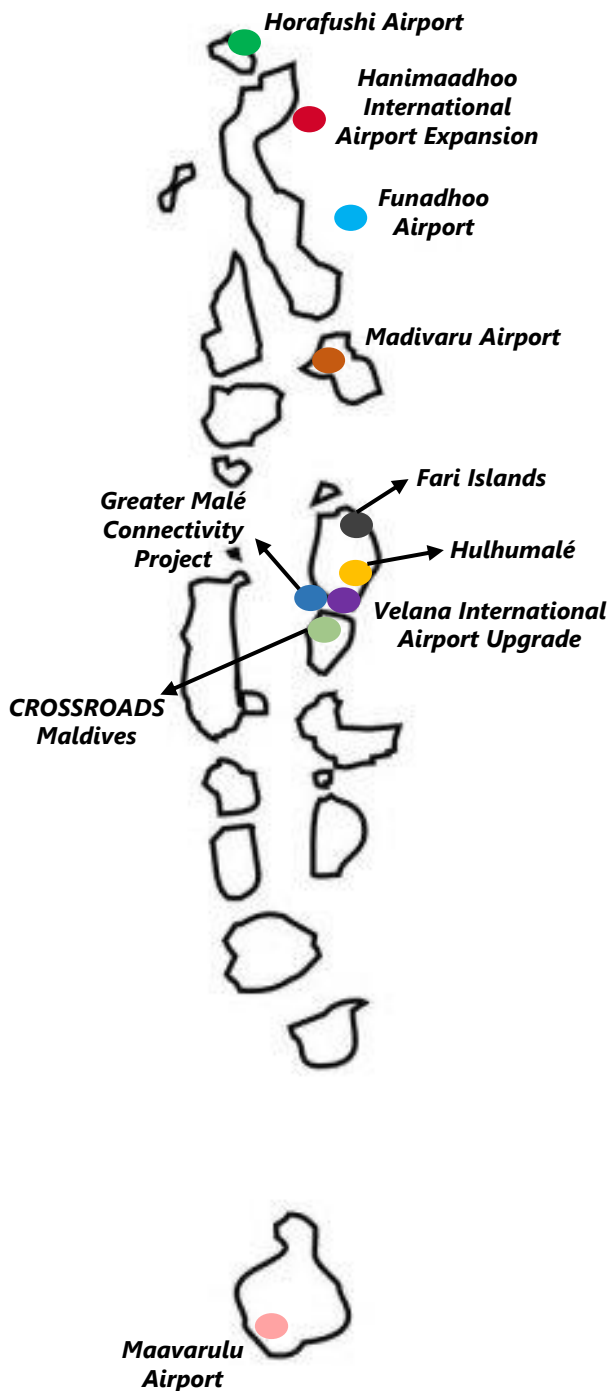 Horafushi Airport
Hanimaadhoo
International
Airport Expansion
Funadhoo
Airport
Madivaru Airport
Fari Islands
Greater Malé
Connectivity
Project
Hulhumalé
Velana International
Airport Upgrade
CROSSROADS
Maldives
Maavarulu
Airport